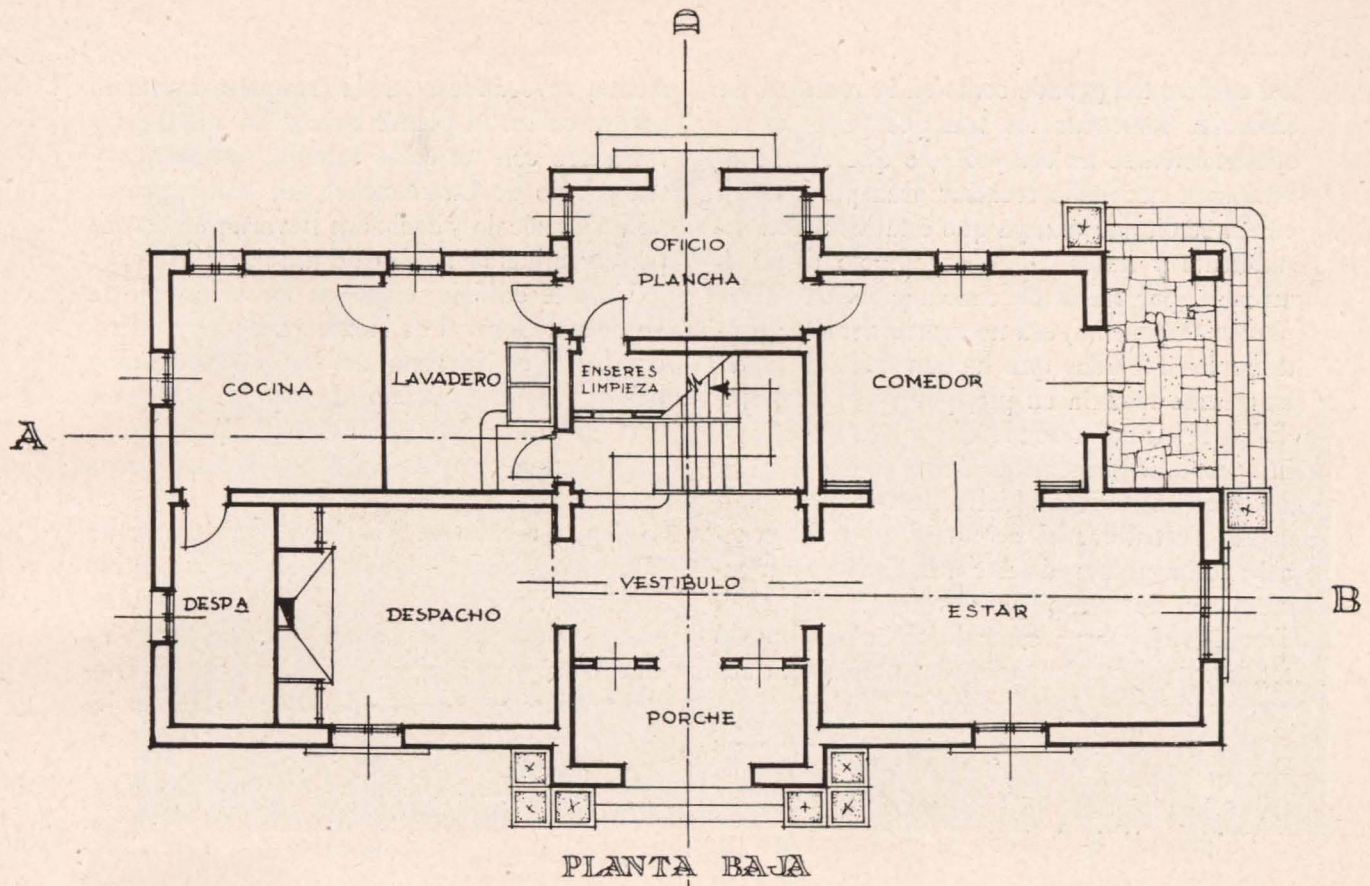 OFICIO
PLANCHA
COCINA
LAVADERO
ENSERES
LIMPIEZA
COMEDOR
A
DESPA
DESPACHO
VESTIBULO
ESTAR
B
PORCHE
PLANTA BAJA